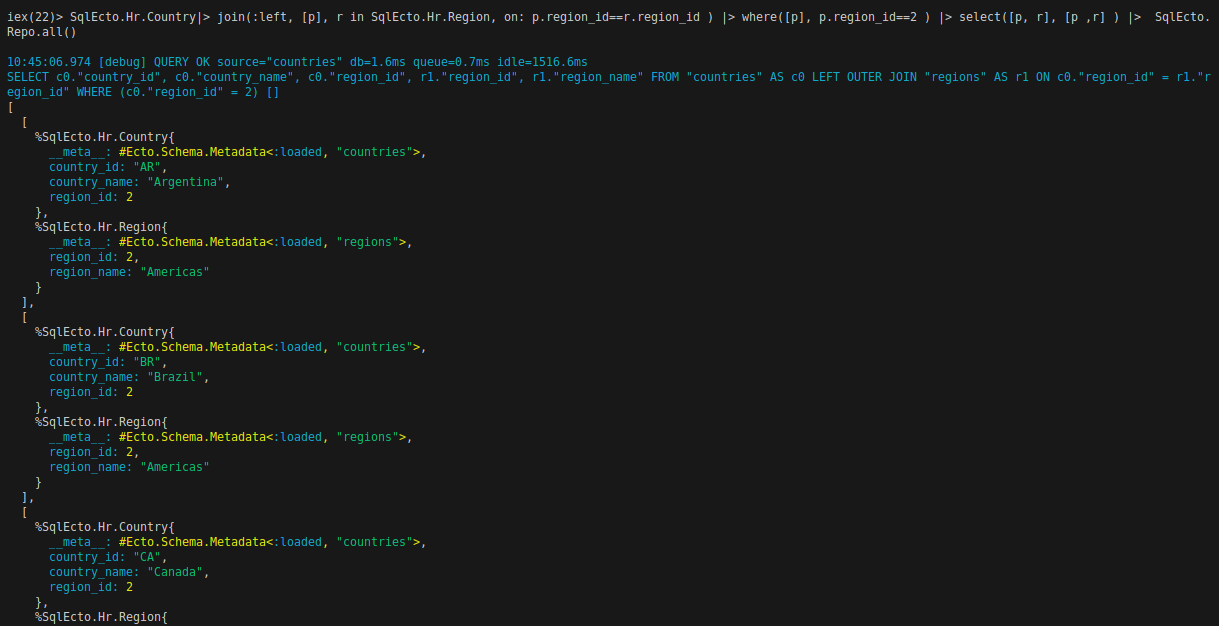 iex(22)> SqlEcto.Hr.Country|> join(:left, [p], r in SqlEcto.Hr.Region, on: p.region_id==r.region_id ) |> where([p], p.region_id==2 ) |> select([p, r], [p ,r] ) |>  SqlEcto.
Repo.all()
10:45:06.974 [debug] QUERY OK source="countries" db=1.6ms queue=0.7ms idle=1516.6ms
SELECT c0."country_id", c0."country_name", c0."region_id", r1."region_id", r1."region_name" FROM "countries" AS c0 LEFT OUTER JOIN "regions" AS r1 ON c0."region_id" = r1."r
egion_id" WHERE (c0."region_id" = 2) []
[
  [
    %SqlEcto.Hr.Country{
      __meta__: #Ecto.Schema.Metadata<:loaded, "countries">,
      country_id: "AR",
      country_name: "Argentina",
      region_id: 2
    },
    %SqlEcto.Hr.Region{
      __meta__: #Ecto.Schema.Metadata<:loaded, "regions">,
      region_id: 2,
      region_name: "Americas"
    }
  ],
  [
    %SqlEcto.Hr.Country{
      __meta__: #Ecto.Schema.Metadata<:loaded, "countries">,
      country_id: "BR",
      country_name: "Brazil",
      region_id: 2
    },
    %SqlEcto.Hr.Region{
      __meta__: #Ecto.Schema.Metadata<:loaded, "regions">,
      region_id: 2,
      region_name: "Americas"
    }
  ],
  [
    %SqlEcto.Hr.Country{
      __meta__: #Ecto.Schema.Metadata<:loaded, "countries">,
      country_id: "CA",
      country_name: "Canada",
      region_id: 2
    },
    %SqlEcto.Hr.Region{